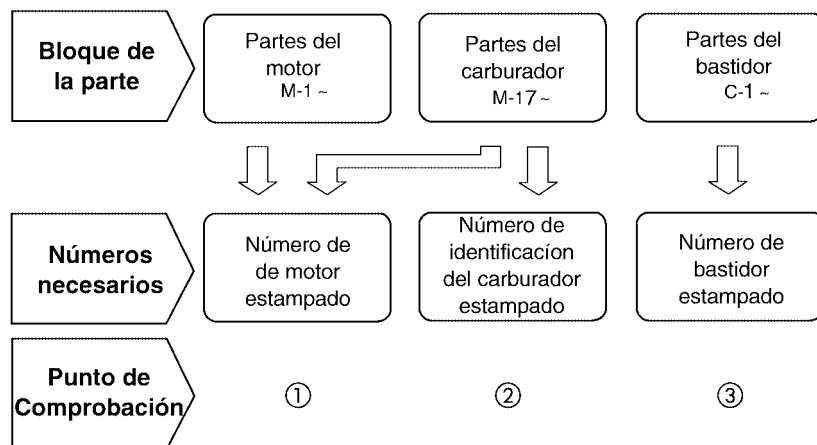 Bloque de
la parte
Partes del
motor
M-1 ~
Partes del
carburador
M-17 ~
Partes del
bastidor
C-1 ~
Números
necesarios
Número de
de motor
estampado
Número de
identificacíon
del carburador
estampado
Número de
bastidor
estampado
Punto de
Comprobación
①
②
③